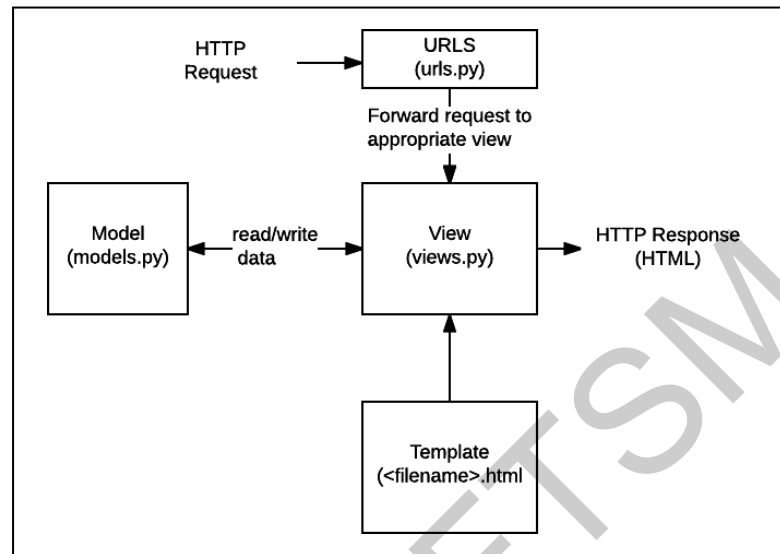 HTTP
Request
URLS
(urls.py)
Forward request to
appropriate view
Model
(models.py)
read/write
data
View
(views.py)
HTTP Response
(HTML)
Template
(<filename>.html
FTSM